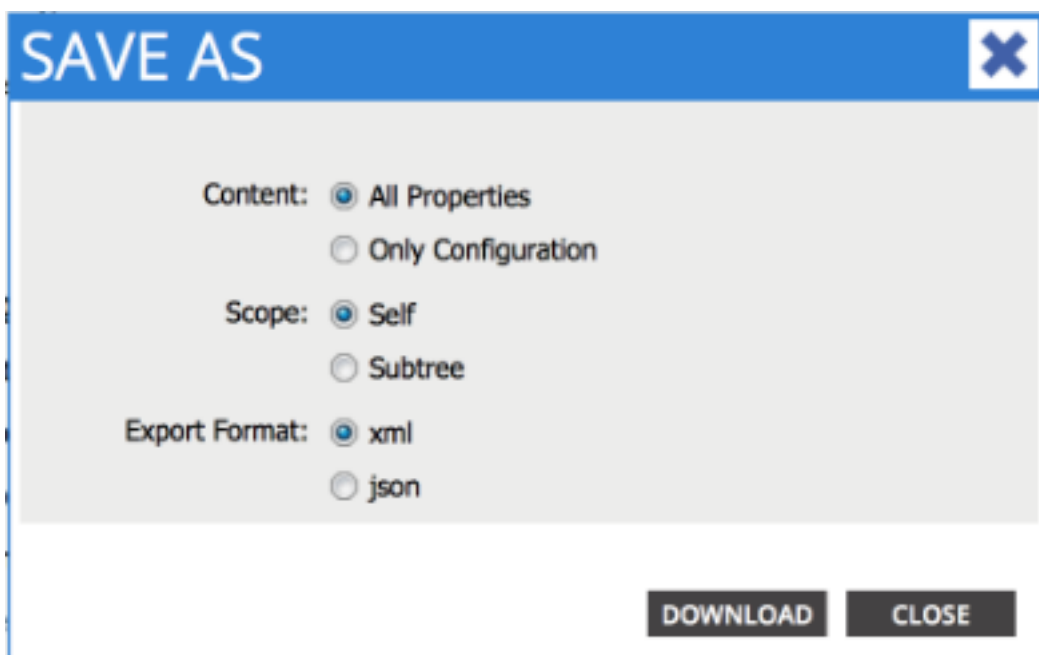 SAVE AS
Content: All Properties
Only Configuration
Scope: Self
Subtree
Export Format: xml
json
DOWNLOAD CLOSE